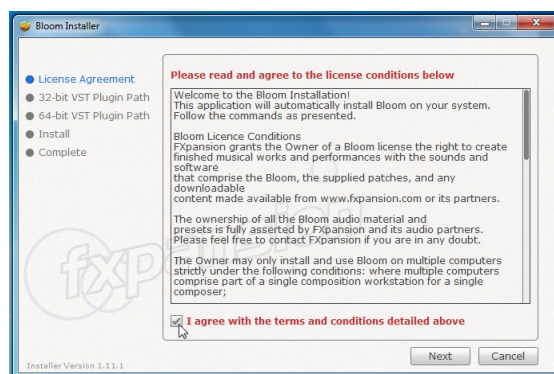 Bloom Installer
License Agreement
32-bit VST Plugin Path
64-bit VST Plugin Path
Install
Complete
Please read and agree to the license conditions below
Welcome to the Bloom Installation!
This application will automatically install Bloom on your system.
Follow the commands as presented.
Bloom Licence Conditions
FXpansion grants the Owner of a Bloom license the right to create
finished musical works and performances with the sounds and
software
that comprise the Bloom, the supplied patches, and any
downloadable
content made available from www.fxpansion.com or its partners.
The ownership of all the Bloom audio material and
presets is fully asserted by FXpansion and its audio partners.
Please feel free to contact FXpansion if you are in any doubt.
The Owner may only install and use Bloom on multiple computers
strictly under the following conditions: where multiple computers
comprise part of a single composition workstation for a single
composer;
fxpansion
I agree with the terms and conditions detailed above
Next
Cancel
Installer Version 1.11.1